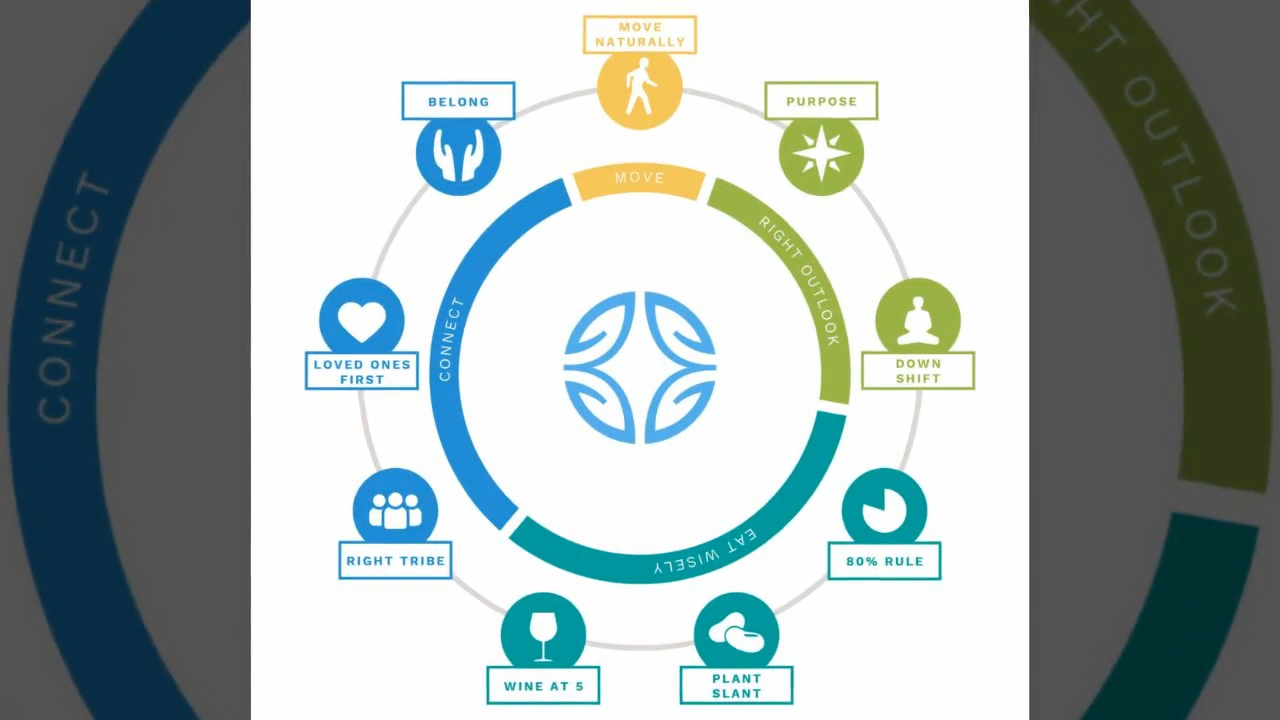 MOVE
NATURALLY
BELONG
PURPOSE
MOVE
RIGHT OUTLOOK
CONNECT
LOVED ONES
FIRST
DOWN
SHIFT
EAT WISELY
RIGHT TRIBE
80% RULE
WINE AT 5
PLANT
SLANT
CONNECT
HT OUTLOOK